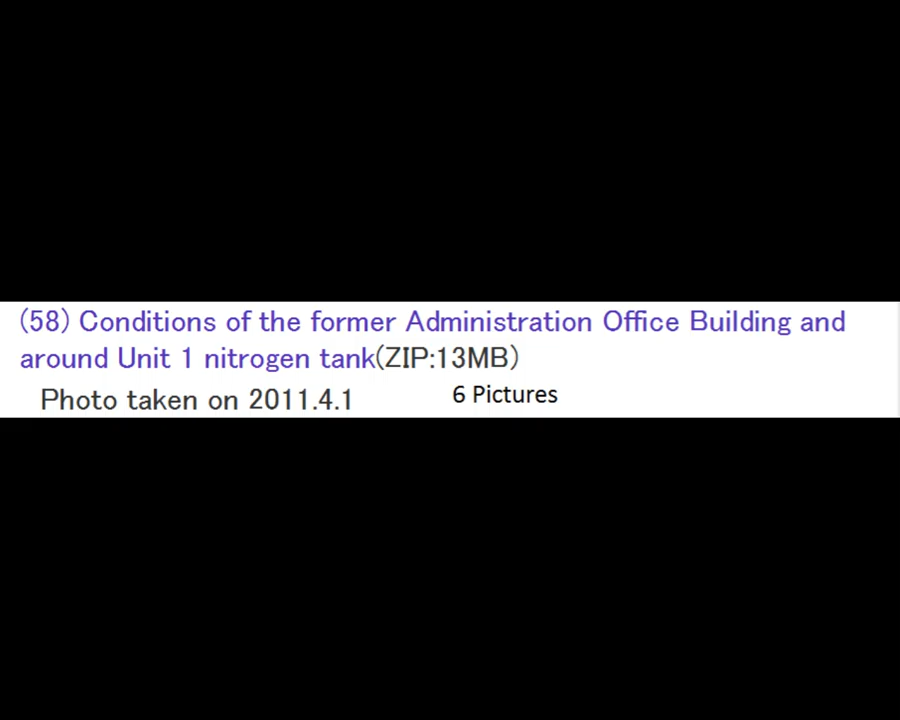 (58) Conditions of the former Administration Office Building and
around Unit 1 nitrogen tank(ZIP:13MB)
Photo taken on 2011.4.1 6 Pictures